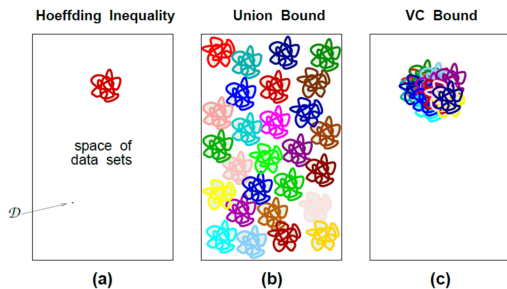 Hoeffding Inequality
Union Bound
VC Bound
space of
data sets
D
(a)
(b)
(c)